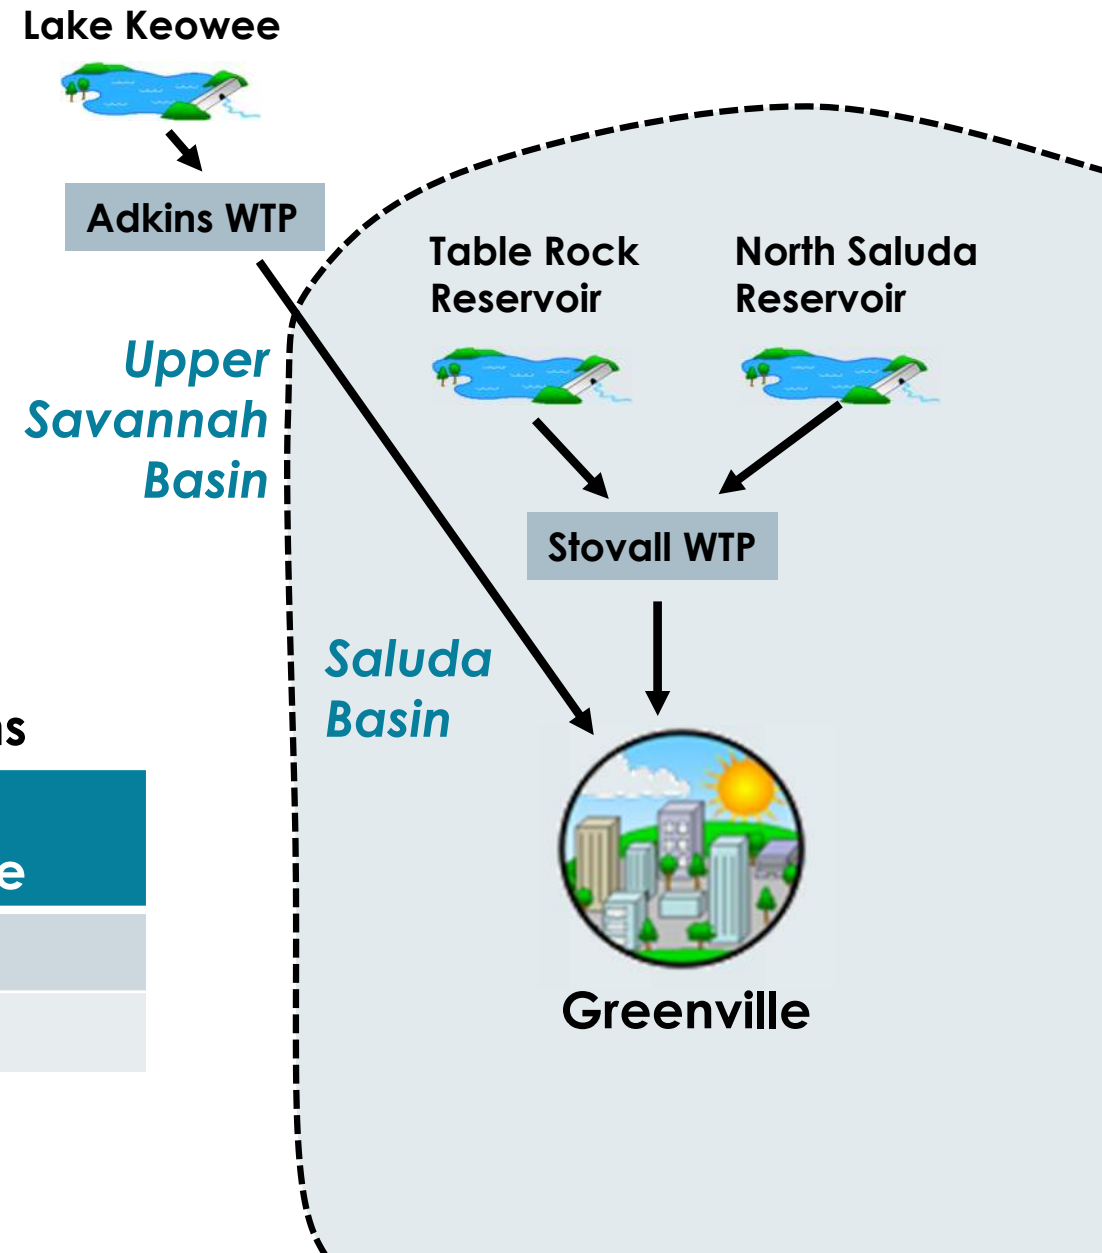 Lake Keowee
Adkins WTP
Table Rock
Reservoir
North Saluda
Reservoir
Upper
Savannah
Basin
Stovall WTP
Saluda
Basin
Greenville